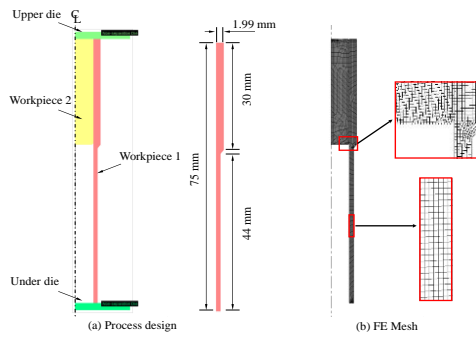 Upper die
CL
1.99 mm
Workpiece 2
30 mm
75 mm
Workpiece 1
44 mm
Under die
(a) Process design
(b) FE Mesh